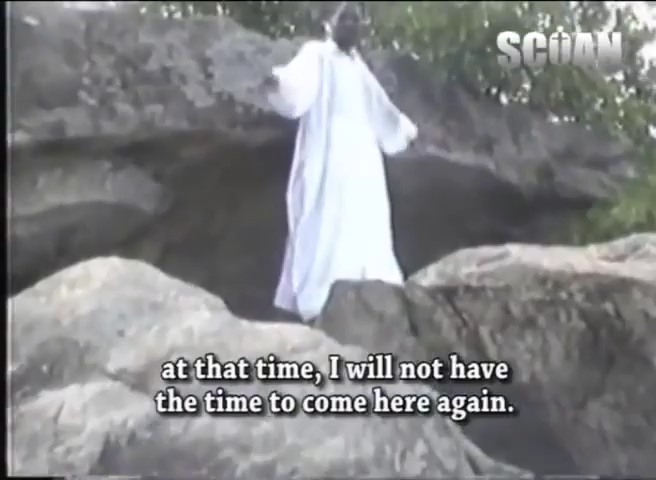 SCOAN
at that time, I will not have
the time to come here again.